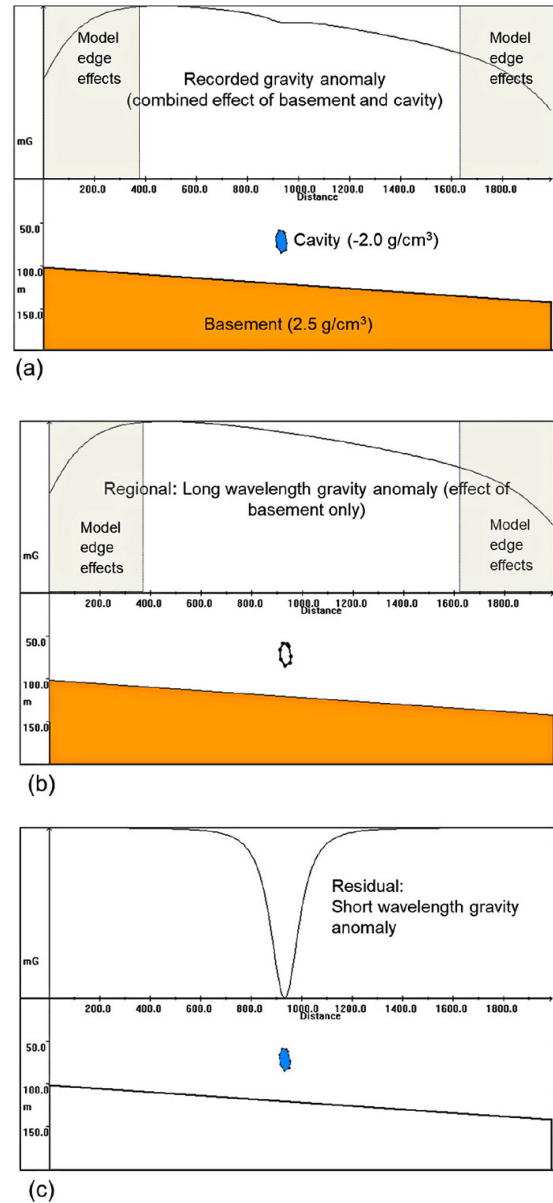 Model
edge
effects
Recorded gravity anomaly
(combined effect of basement and cavity)
Model
edge
effects
mG
200.0 400.0 600.0 800.0 1000.0 1200.0 1400.0 1600.0 1800.0
Distance
50.0
Cavity (-2.0 g/cm³)
100.0
m
150.0
Basement (2.5 g/cm³)
(a)
Regional: Long wavelength gravity anomaly (effect of
basement only)
Model
edge
effects
Model
edge
effects
mG
200.0 400.0 600.0 800.0 1000.0 1200.0 1400.0 1600.0 1800.0
Distance
50.0
100.0
m
150.0
(b)
Residual:
Short wavelength gravity
anomaly
mG
200.0 400.0 600.0 800.0 1000.0 1200.0 1400.0 1600.0 1800.0
Distance
50.0
100.0
m
150.0
(c)